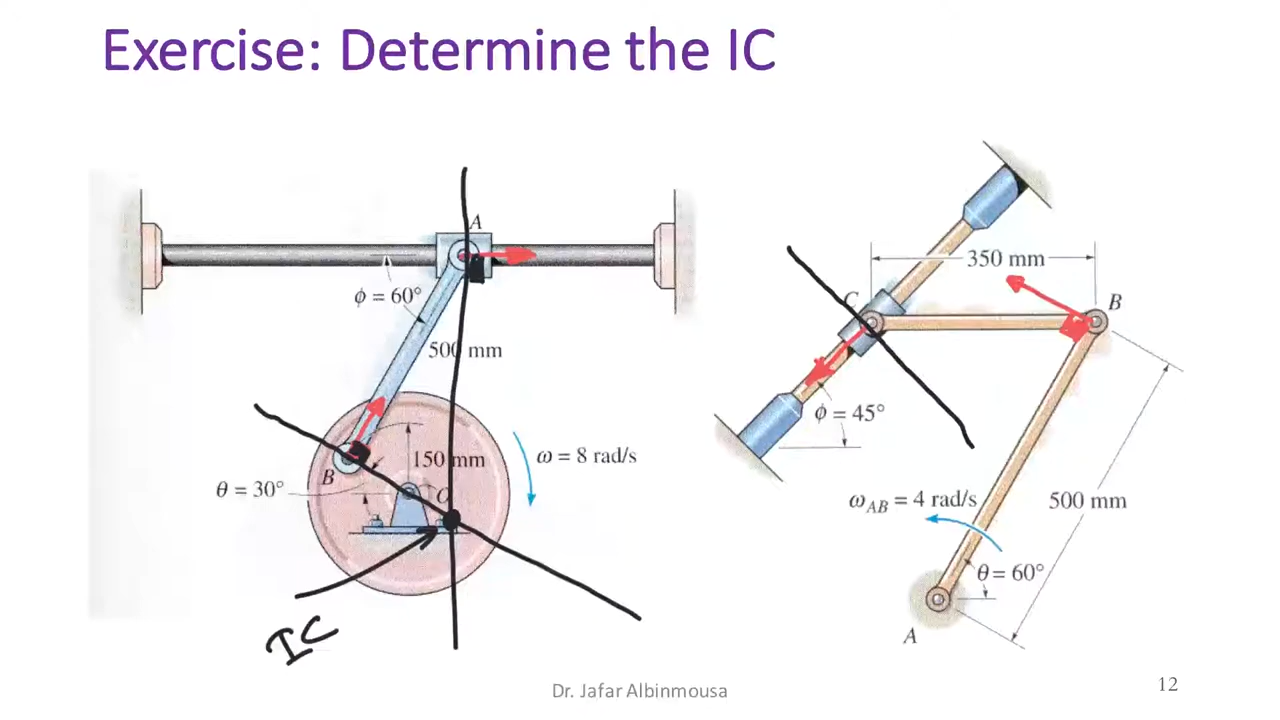 Exercise: Determine the IC
A
ϕ = 60°
500 mm
B
150 mm
θ = 30°
O
ω = 8 rad/s
IC
350 mm
C
B
ϕ = 45°
ω_AB = 4 rad/s
500 mm
θ = 60°
A
Dr. Jafar Albinmousa
12